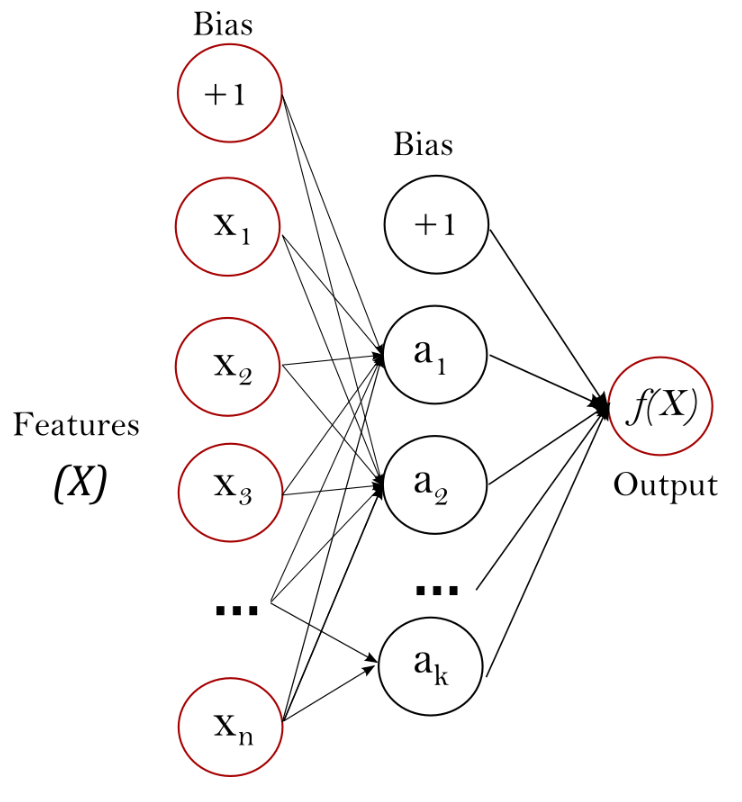 Bias
+1
x1
x2
Features
(X)
x3
...
xn
Bias
+1
a1
a2
...
ak
f(X)
Output